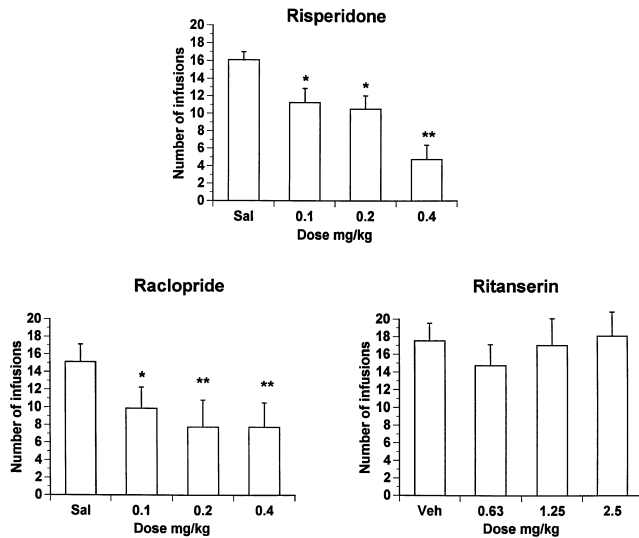 Risperidone
Number of infusions
20
18
16
14
12
10
8
6
4
2
0
* * **
Sal 0.1 0.2 0.4
Dose mg/kg
Raclopride
Number of infusions
20
18
16
14
12
10
8
6
4
2
0
* ** **
Sal 0.1 0.2 0.4
Dose mg/kg
Ritanserin
Number of infusions
20
18
16
14
12
10
8
6
4
2
0
Veh 0.63 1.25 2.5
Dose mg/kg